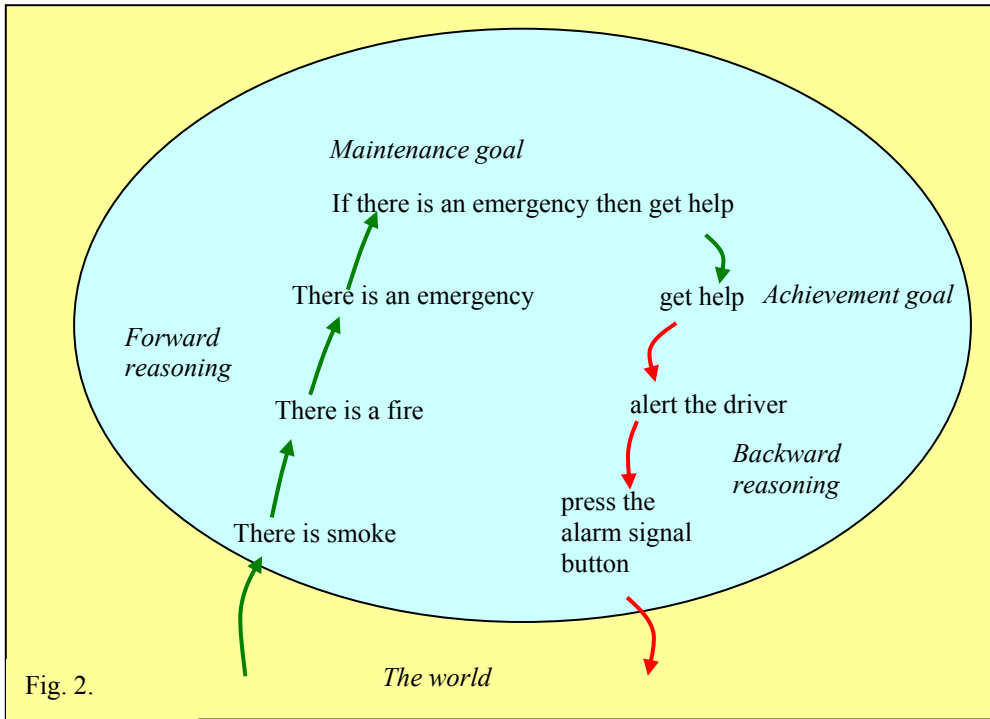 Maintenance goal
If there is an emergency then get help
There is an emergency
get help
Achievement goal
Forward
reasoning
There is a fire
alert the driver
Backward
reasoning
press the
alarm signal
button
There is smoke
The world
Fig. 2.